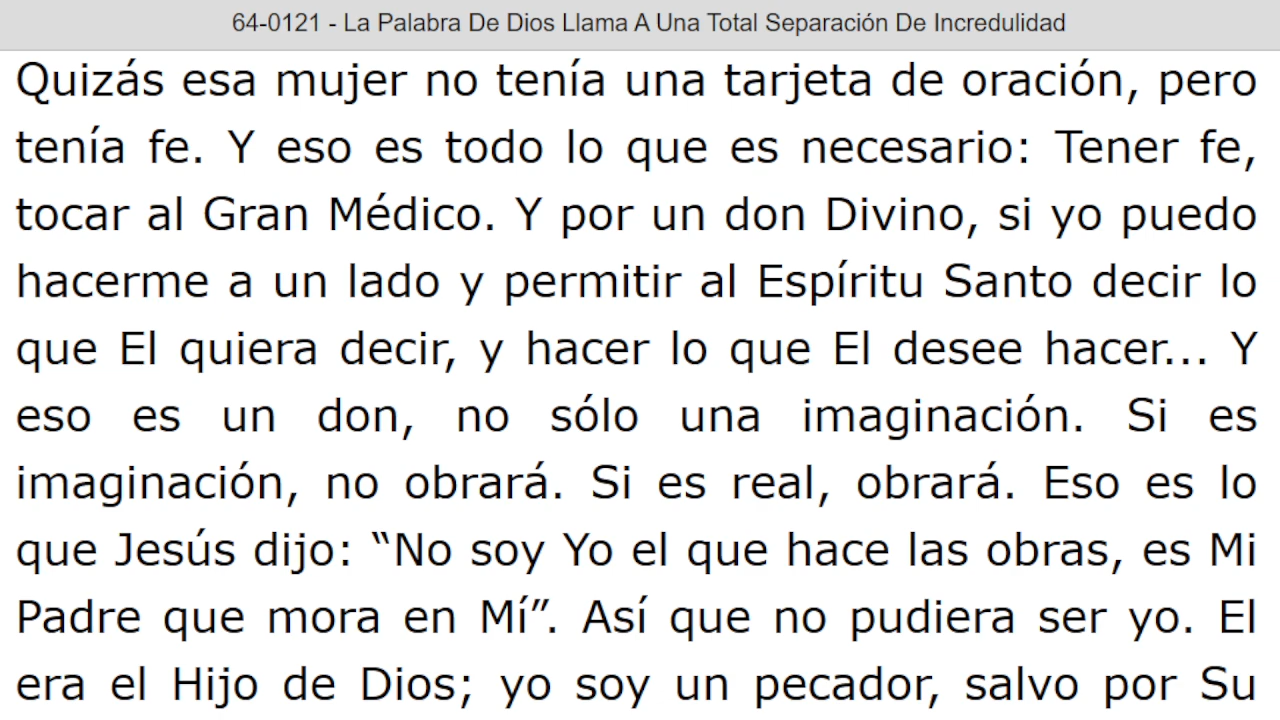 64-0121 - La Palabra De Dios Llama A Una Total Separación De Incredulidad
Quizás esa mujer no tenía una tarjeta de oración, pero
tenía fe. Y eso es todo lo que es necesario: Tener fe,
tocar al Gran Médico. Y por un don Divino, si yo puedo
hacerme a un lado y permitir al Espíritu Santo decir lo
que El quiera decir, y hacer lo que El desee hacer... Y
eso es un don, no sólo una imaginación. Si es
imaginación, no obrará. Si es real, obrará. Eso es lo
que Jesús dijo: “No soy Yo el que hace las obras, es Mi
Padre que mora en Mí”. Así que no pudiera ser yo. El
era el Hijo de Dios; yo soy un pecador, salvo por Su